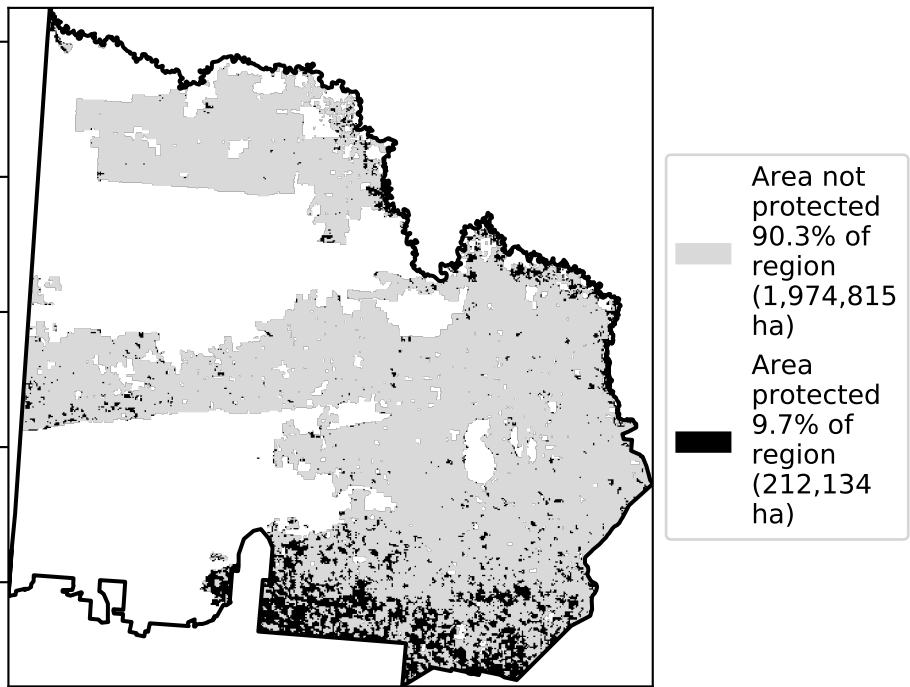 Area not
protected
90.3% of
region
(1,974,815
ha)
Area
protected
9.7% of
region
(212,134
ha)